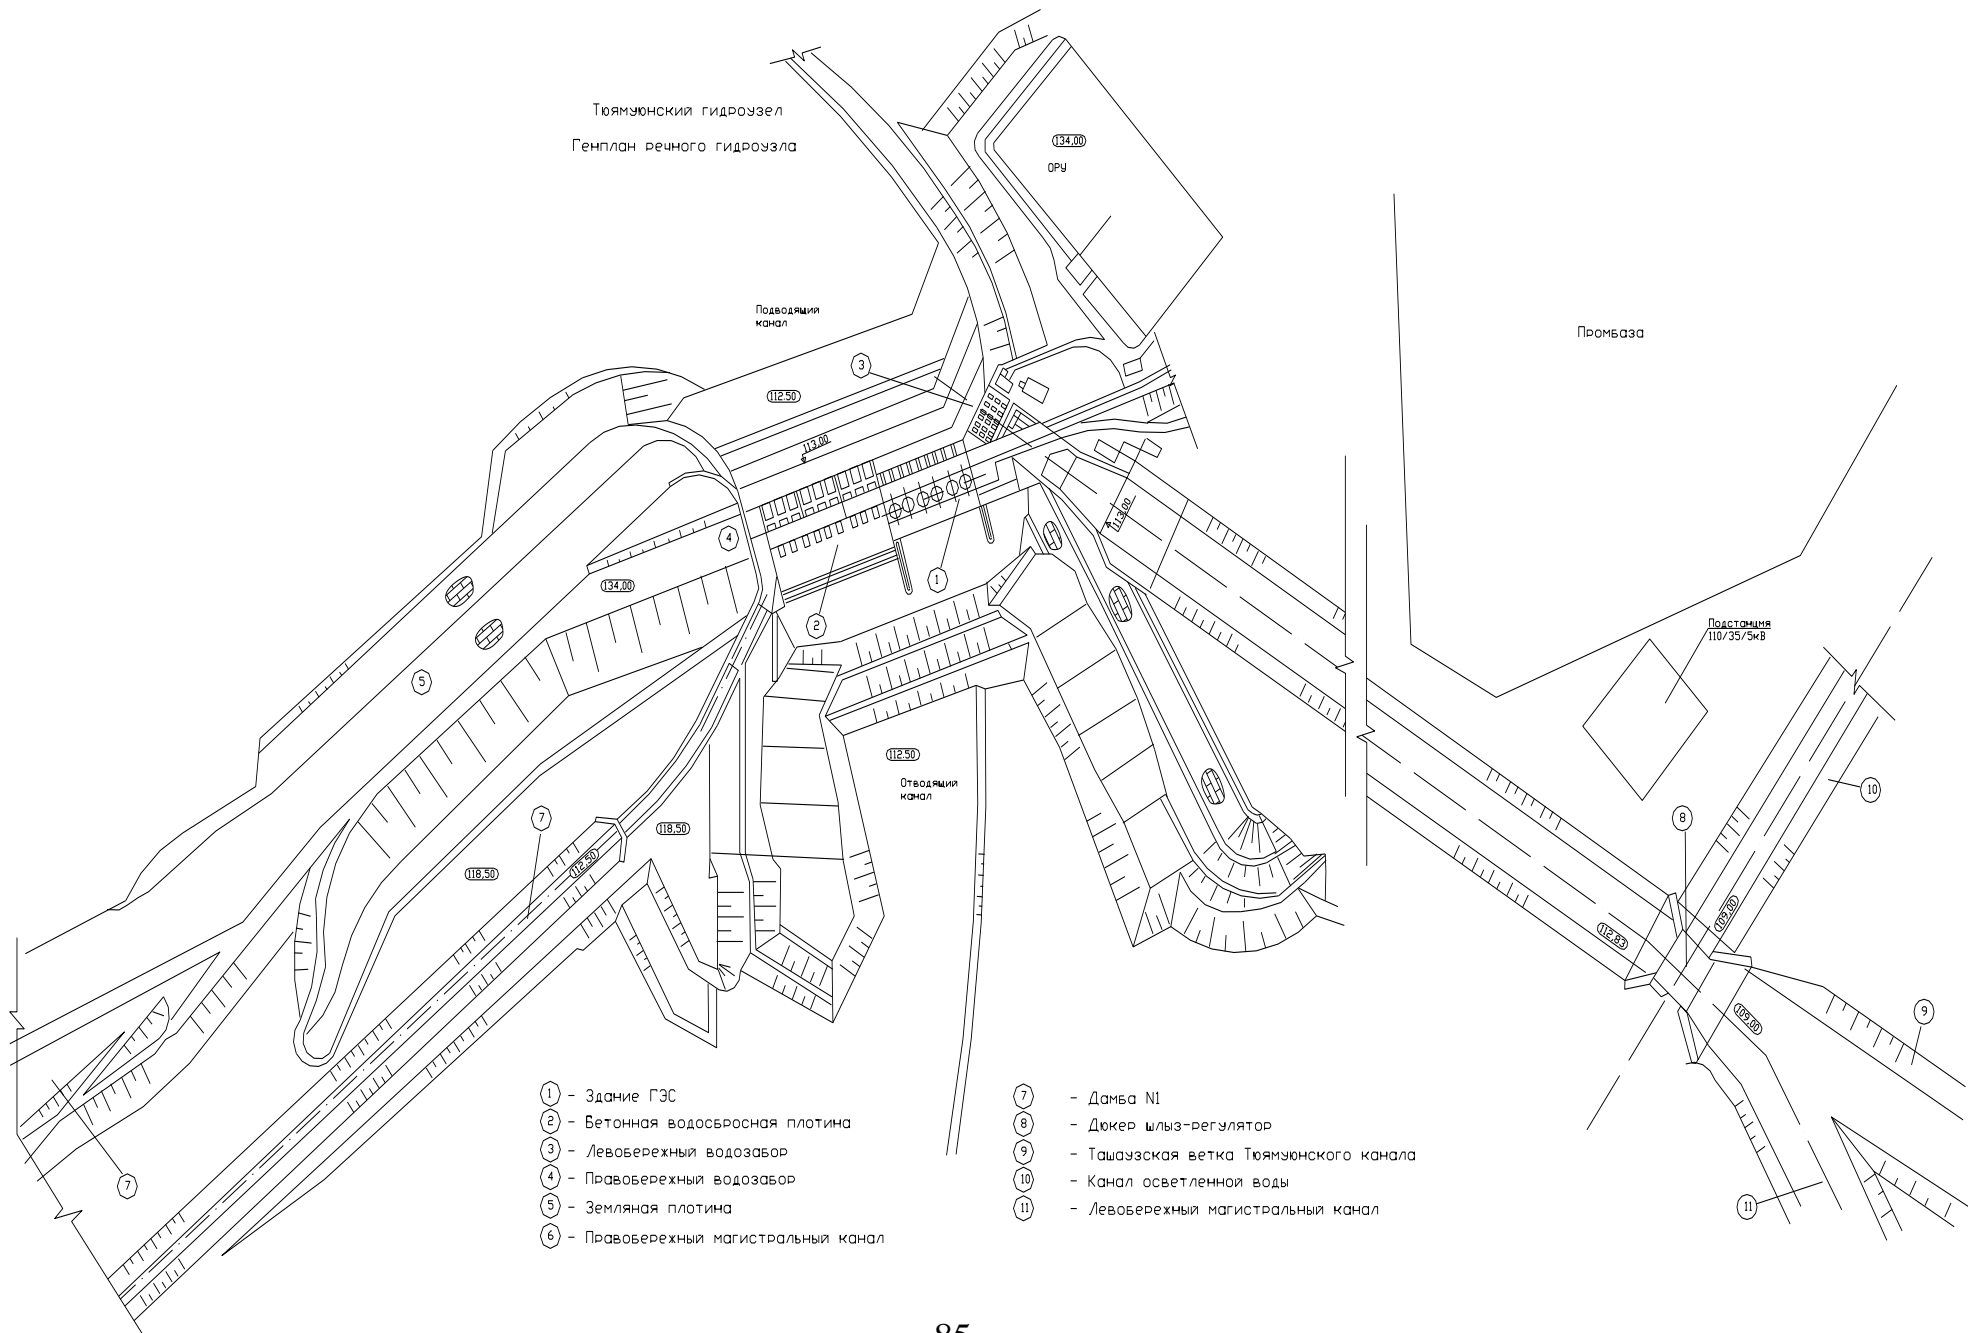 Тюямуюнский гидроузел
Генплан речного гидроузла
134,00
ОРУ
Подводящий
канал
Промбаза
3
112.50
113,00
4
113,00
1
134,00
2
Подстанция
110/35/5кВ
5
112.50
Отводящий
канал
10
7
118,50
8
112,50
118,50
109,00
112,83
9
109,00
7
11
1 - Здание ГЭС
2 - Бетонная водосбросная плотина
3 - Левобережный водозабор
4 - Правобережный водозабор
5 - Земляная плотина
6 - Правобережный магистральный канал
7 - Дамба N1
8 - Дюкер шлыз-регулятор
9 - Ташаузская ветка Тюямуюнского канала
10 - Канал осветленной воды
11 - Левобережный магистральный канал
85